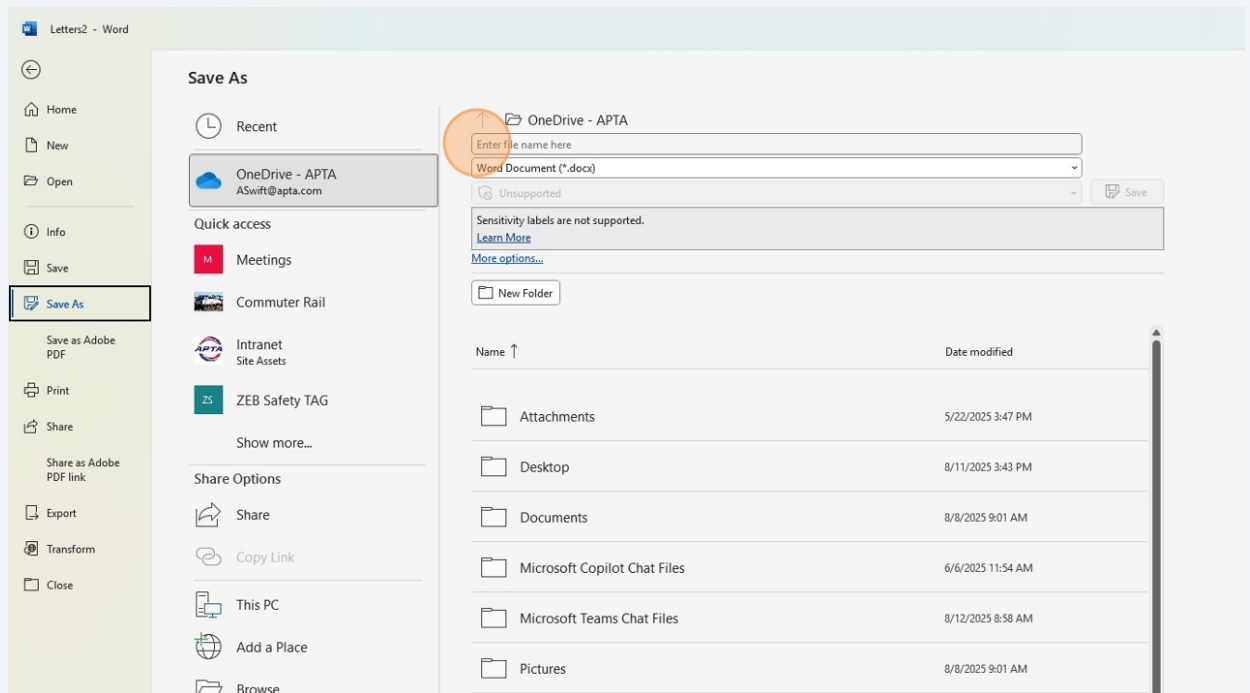 Letters2 - Word
Home
New
Open
Info
Save
Save As
Save as Adobe
PDF
Print
Share
Share as Adobe
PDF link
Export
Transform
Close
Save As
Recent
OneDrive - APTA
ASwift@apta.com
Quick access
M
Meetings
Commuter Rail
APTA
Intranet
Site Assets
ZS
ZEB Safety TAG
Show more...
Share Options
Share
Copy Link
This PC
Add a Place
Browse
OneDrive - APTA
Enter file name here
Word Document (*.docx)
Unsupported
Save
Sensitivity labels are not supported.
Learn More
More options...
New Folder
Name ↑ Date modified
Attachments 5/22/2025 3:47 PM
Desktop 8/11/2025 3:43 PM
Documents 8/8/2025 9:01 AM
Microsoft Copilot Chat Files 6/6/2025 11:54 AM
Microsoft Teams Chat Files 8/12/2025 8:58 AM
Pictures 8/8/2025 9:01 AM